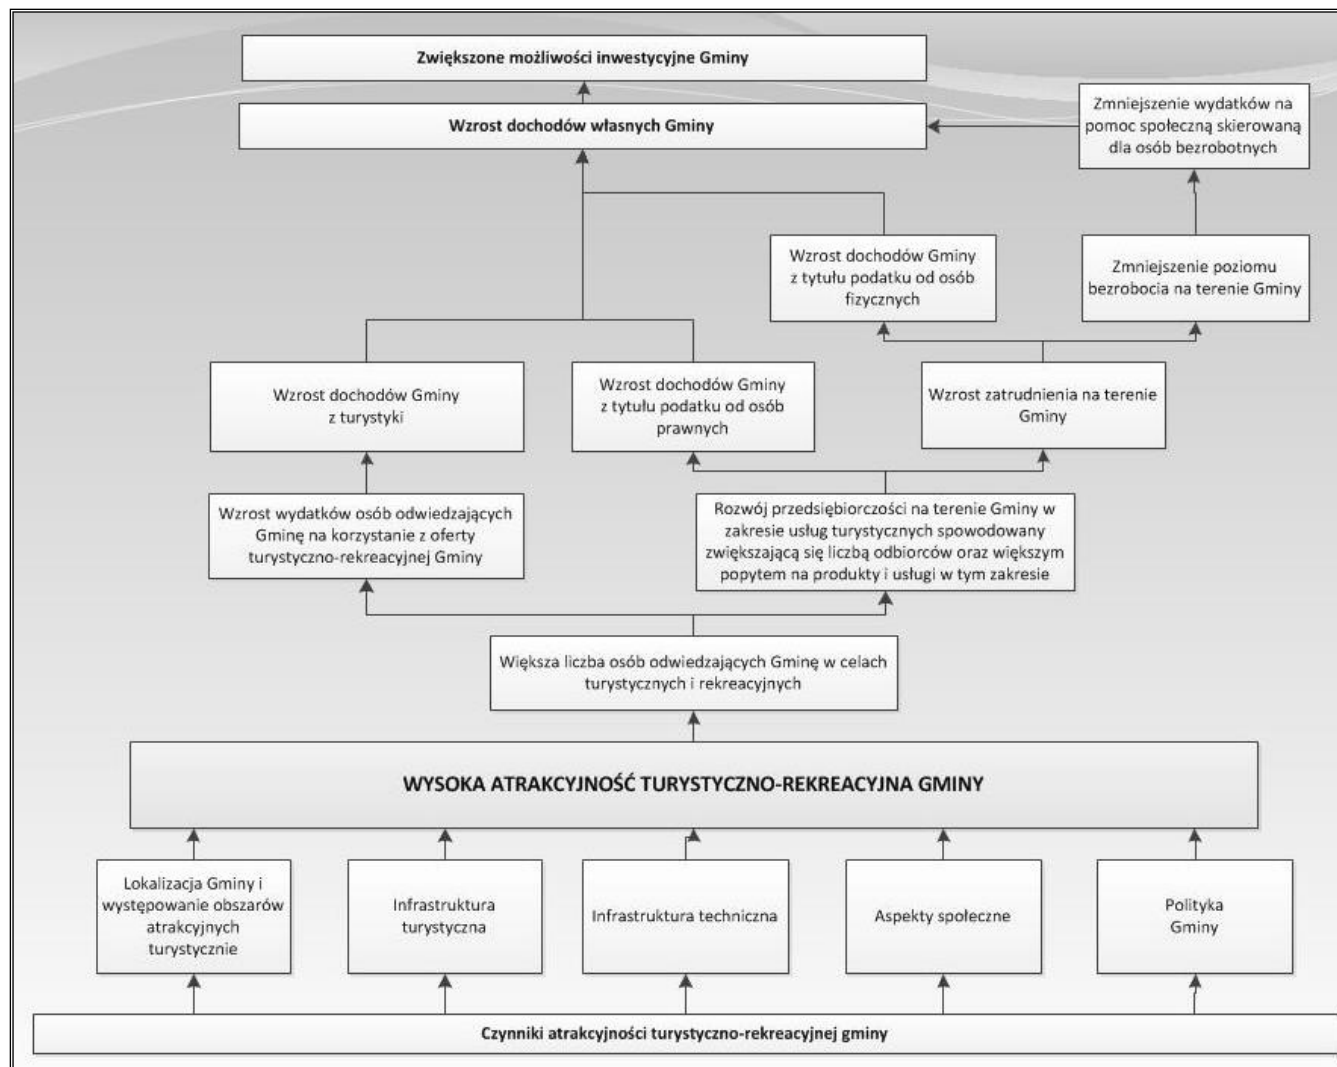 Zwiększone możliwości inwestycyjne Gminy
Wzrost dochodów własnych Gminy
Zmniejszenie wydatków na
pomoc społeczną skierowaną
dla osób bezrobotnych
Wzrost dochodów Gminy
z tytułu podatku od osób
fizycznych
Zmniejszenie poziomu
bezrobocia na terenie Gminy
Wzrost dochodów Gminy
z turystyki
Wzrost dochodów Gminy
z tytułu podatku od osób
prawnych
Wzrost zatrudnienia na terenie
Gminy
Wzrost wydatków osób odwiedzających
Gminę na korzystanie z oferty
turystyczno-rekreacyjnej Gminy
Rozwój przedsiębiorczości na terenie Gminy w
zakresie usług turystycznych spowodowany
zwiększającą się liczbą odbiorców oraz większym
popytem na produkty i usługi w tym zakresie
Większa liczba osób odwiedzających Gminę w celach
turystycznych i rekreacyjnych
WYSOKA ATRAKCYJNOŚĆ TURYSTYCZNO-REKREACYJNA GMINY
Lokalizacja Gminy i
występowanie obszarów
atrakcyjnych
turystycznie
Infrastruktura
turystyczna
Infrastruktura techniczna
Aspekty społeczne
Polityka
Gminy
Czynniki atrakcyjności turystyczno-rekreacyjnej gminy